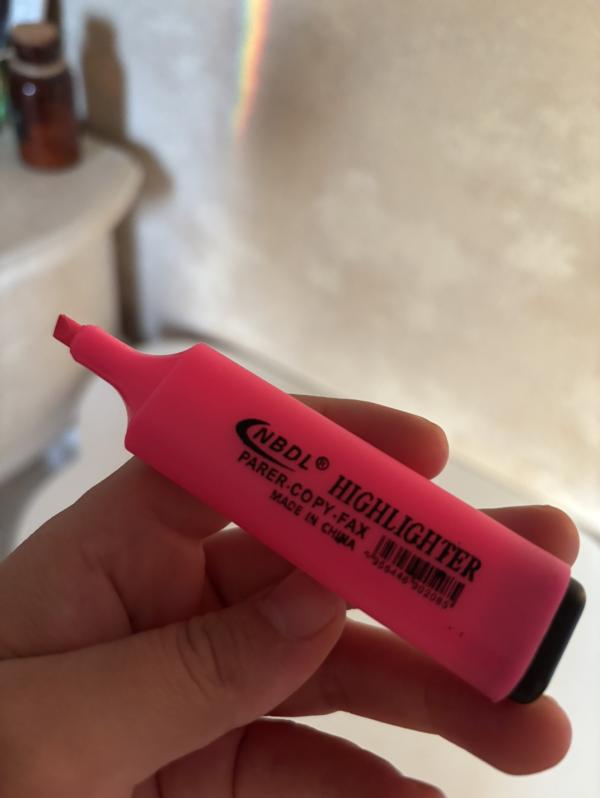 NBDL®
HIGHLIGHTER
PARER·COPY·FAX
MADE IN CHINA